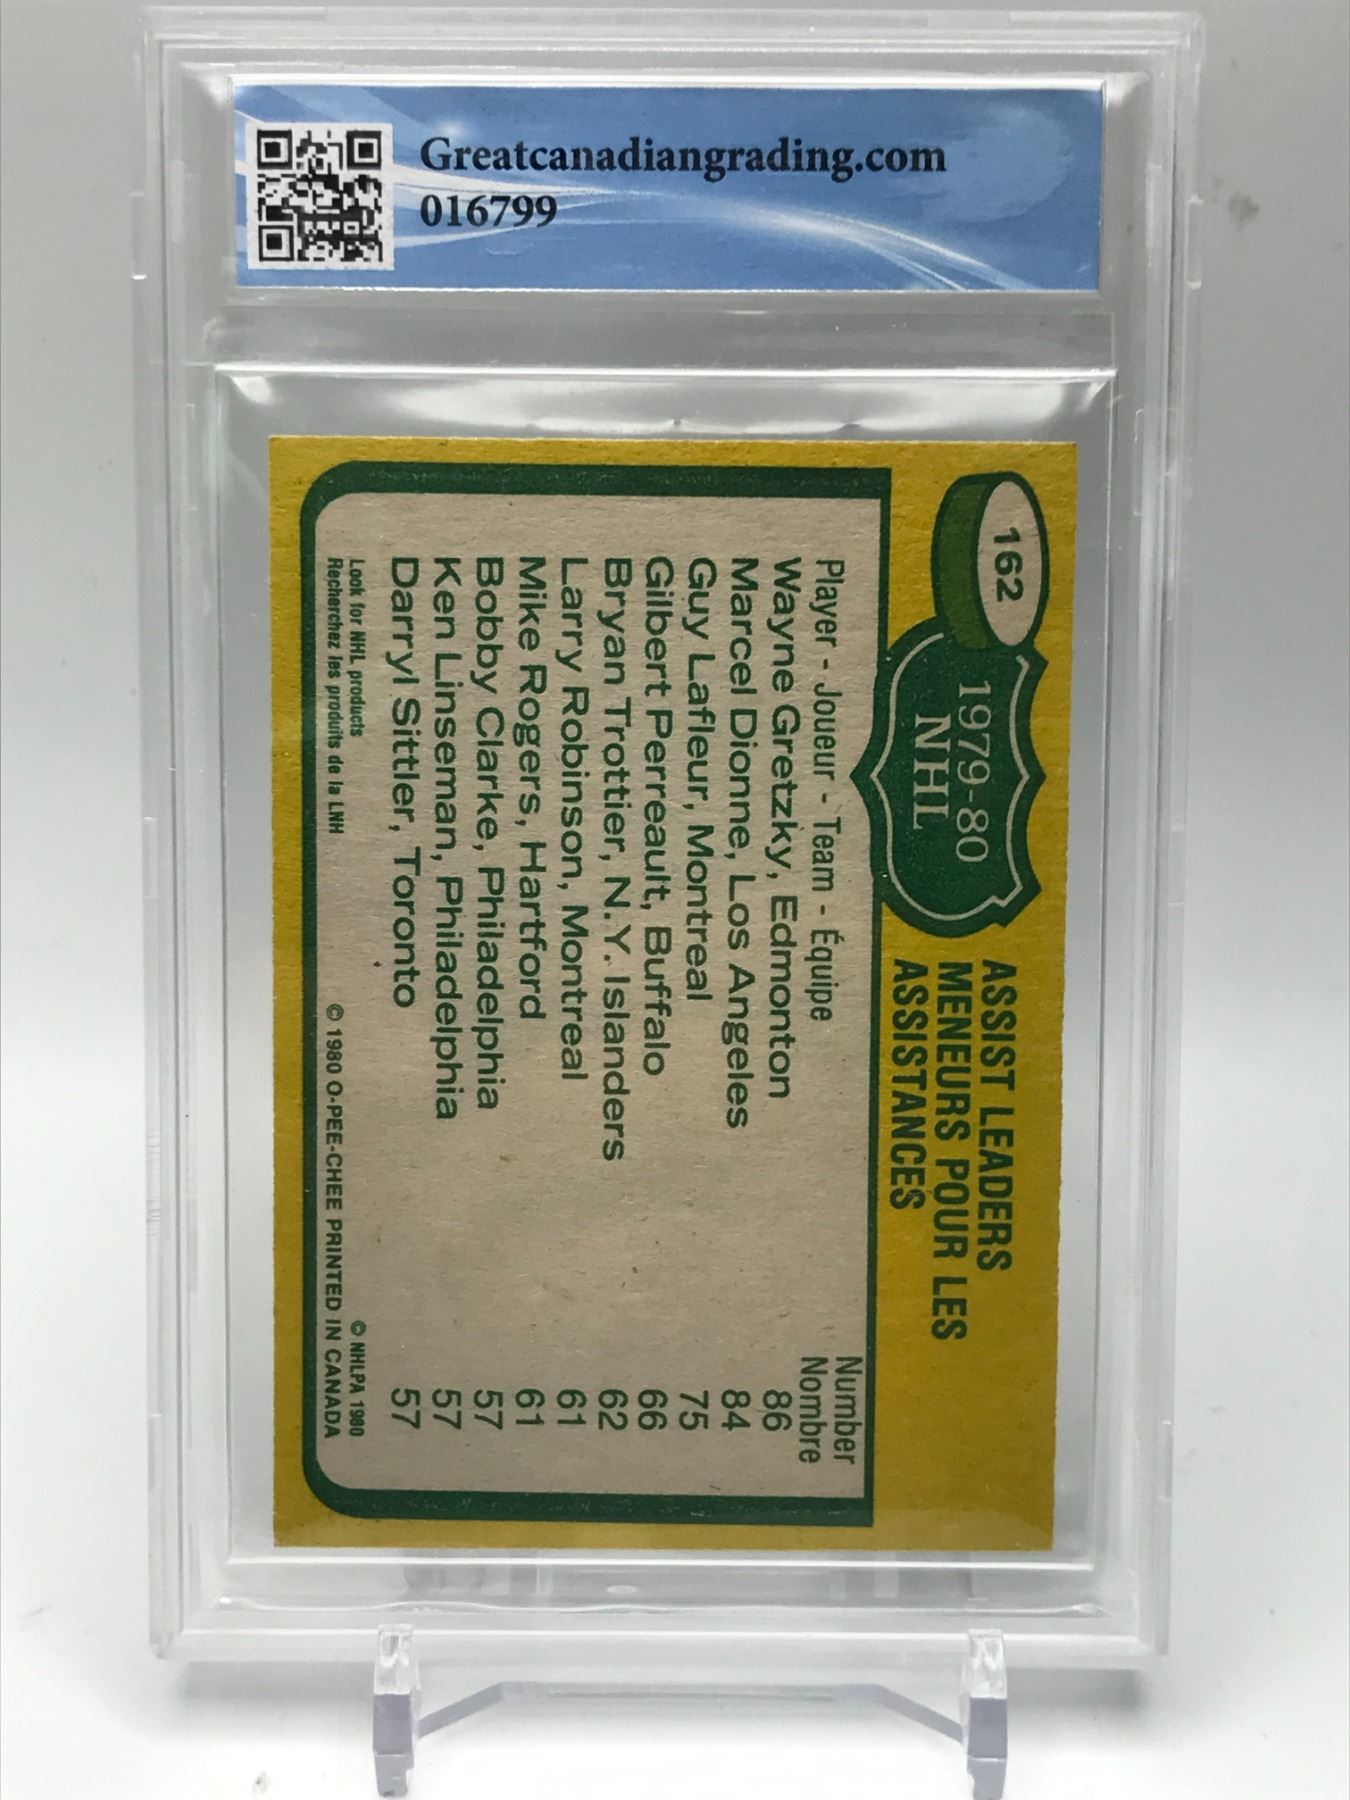 Greatcanadiangrading.com
016799
162
1979-80
NHL
ASSIST LEADERS
MENEURS POUR LES
ASSISTANCES
Player - Joueur - Team - Équipe Number
Nombre
Wayne Gretzky, Edmonton 86
Marcel Dionne, Los Angeles 84
Guy Lafleur, Montreal 75
Gilbert Perreault, Buffalo 66
Bryan Trottier, N.Y. Islanders 62
Larry Robinson, Montreal 61
Mike Rogers, Hartford 61
Bobby Clarke, Philadelphia 57
Ken Linseman, Philadelphia 57
Darryl Sittler, Toronto 57
Look for NHL products © NHLPA 1980
Recherchez les produits de la LNH © 1980 O-PEE-CHEE PRINTED IN CANADA